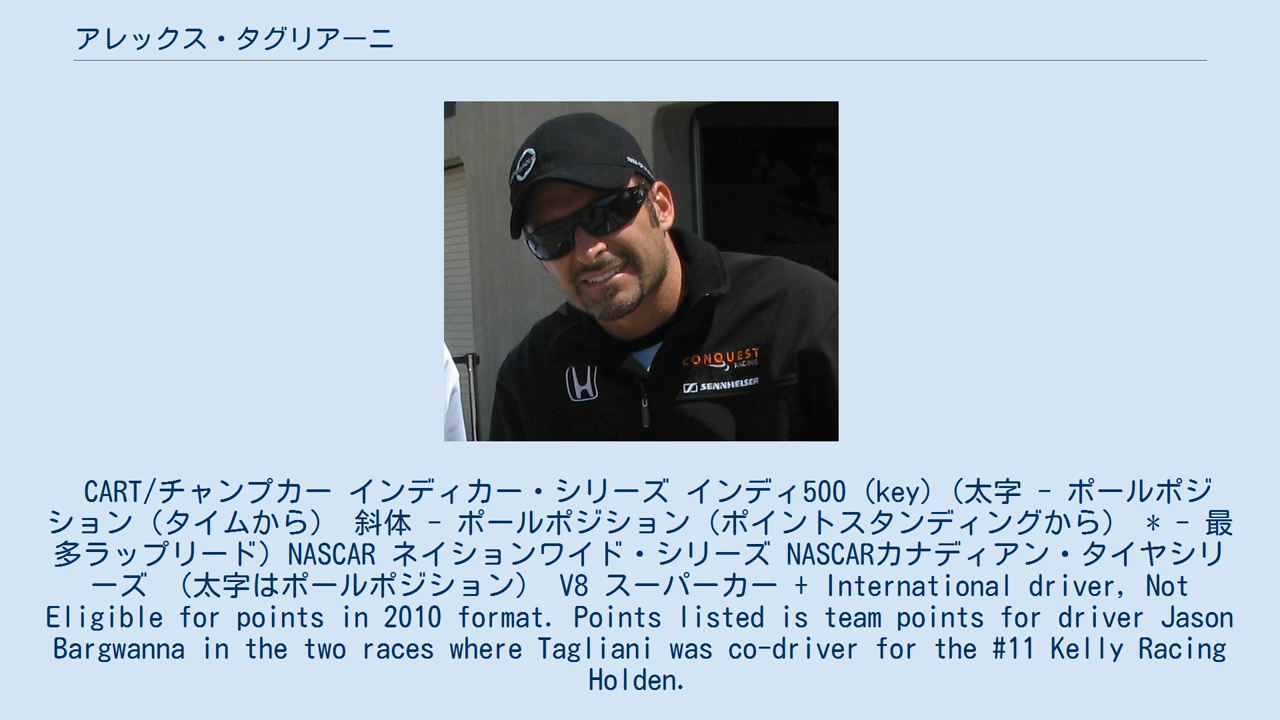 アレックス・タグリアーニ
CONQUEST
RACING
SENNHEISER
CART/チャンプカー インディカー・シリーズ インディ500 (key) (太字 - ポールポジ
ション (タイムから) 斜体 - ポールポジション (ポイントスタンディングから) * - 最
多ラップリード) NASCAR ネイションワイド・シリーズ NASCARカナディアン・タイヤシリ
ーズ (太字はポールポジション) V8 スーパーカー + International driver, Not
Eligible for points in 2010 format. Points listed is team points for driver Jason
Bargwanna in the two races where Tagliani was co-driver for the #11 Kelly Racing
Holden.